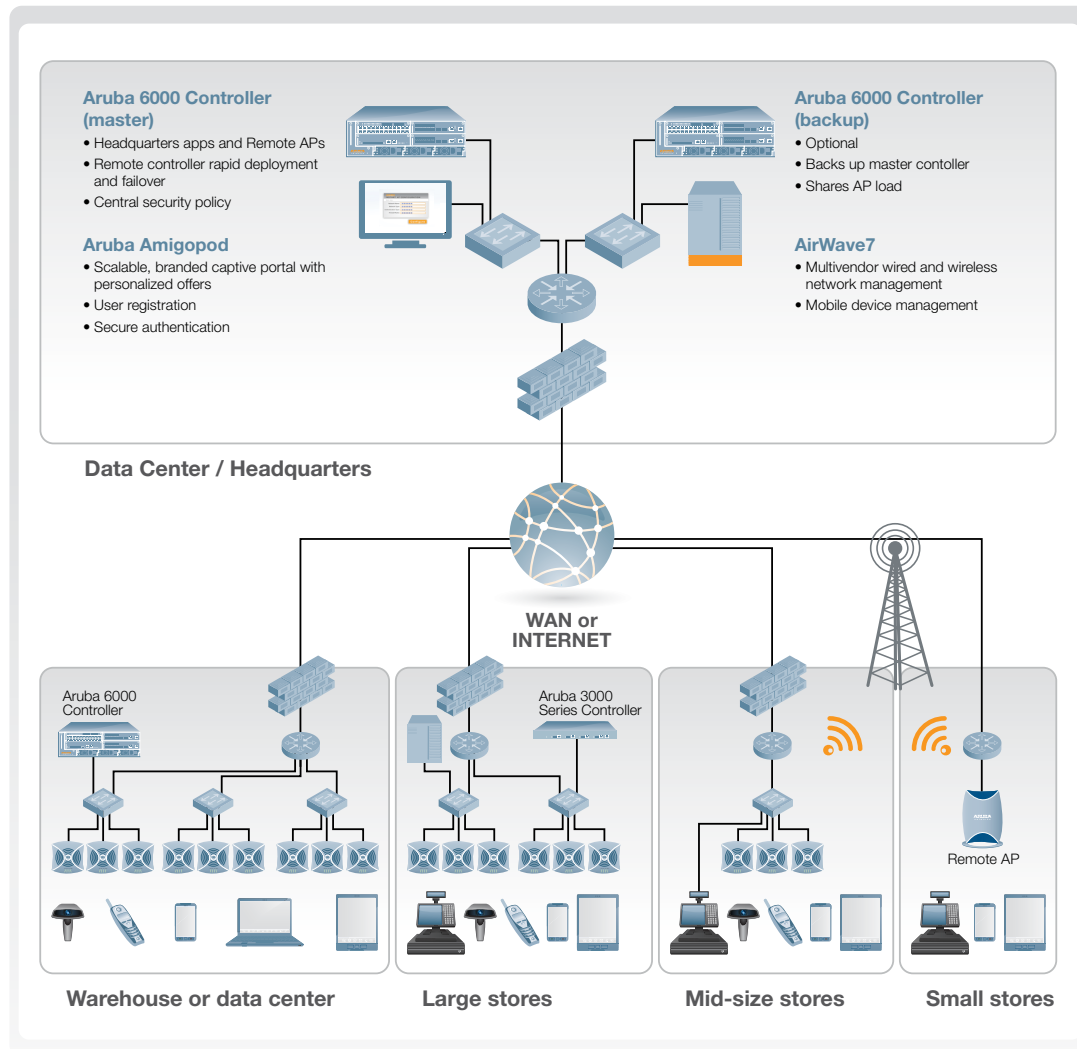 Aruba 6000 Controller
(master)
• Headquarters apps and Remote APs
• Remote controller rapid deployment
and failover
• Central security policy
Aruba Amigopod
• Scalable, branded captive portal with
personalized offers
• User registration
• Secure authentication
Aruba 6000 Controller
(backup)
• Optional
• Backs up master contoller
• Shares AP load
AirWave7
• Multivendor wired and wireless
network management
• Mobile device management
Data Center / Headquarters
WAN or
INTERNET
Aruba 6000
Controller
Aruba 3000
Series Controller
ARUBA
Remote AP
Warehouse or data center
Large stores
Mid-size stores
Small stores